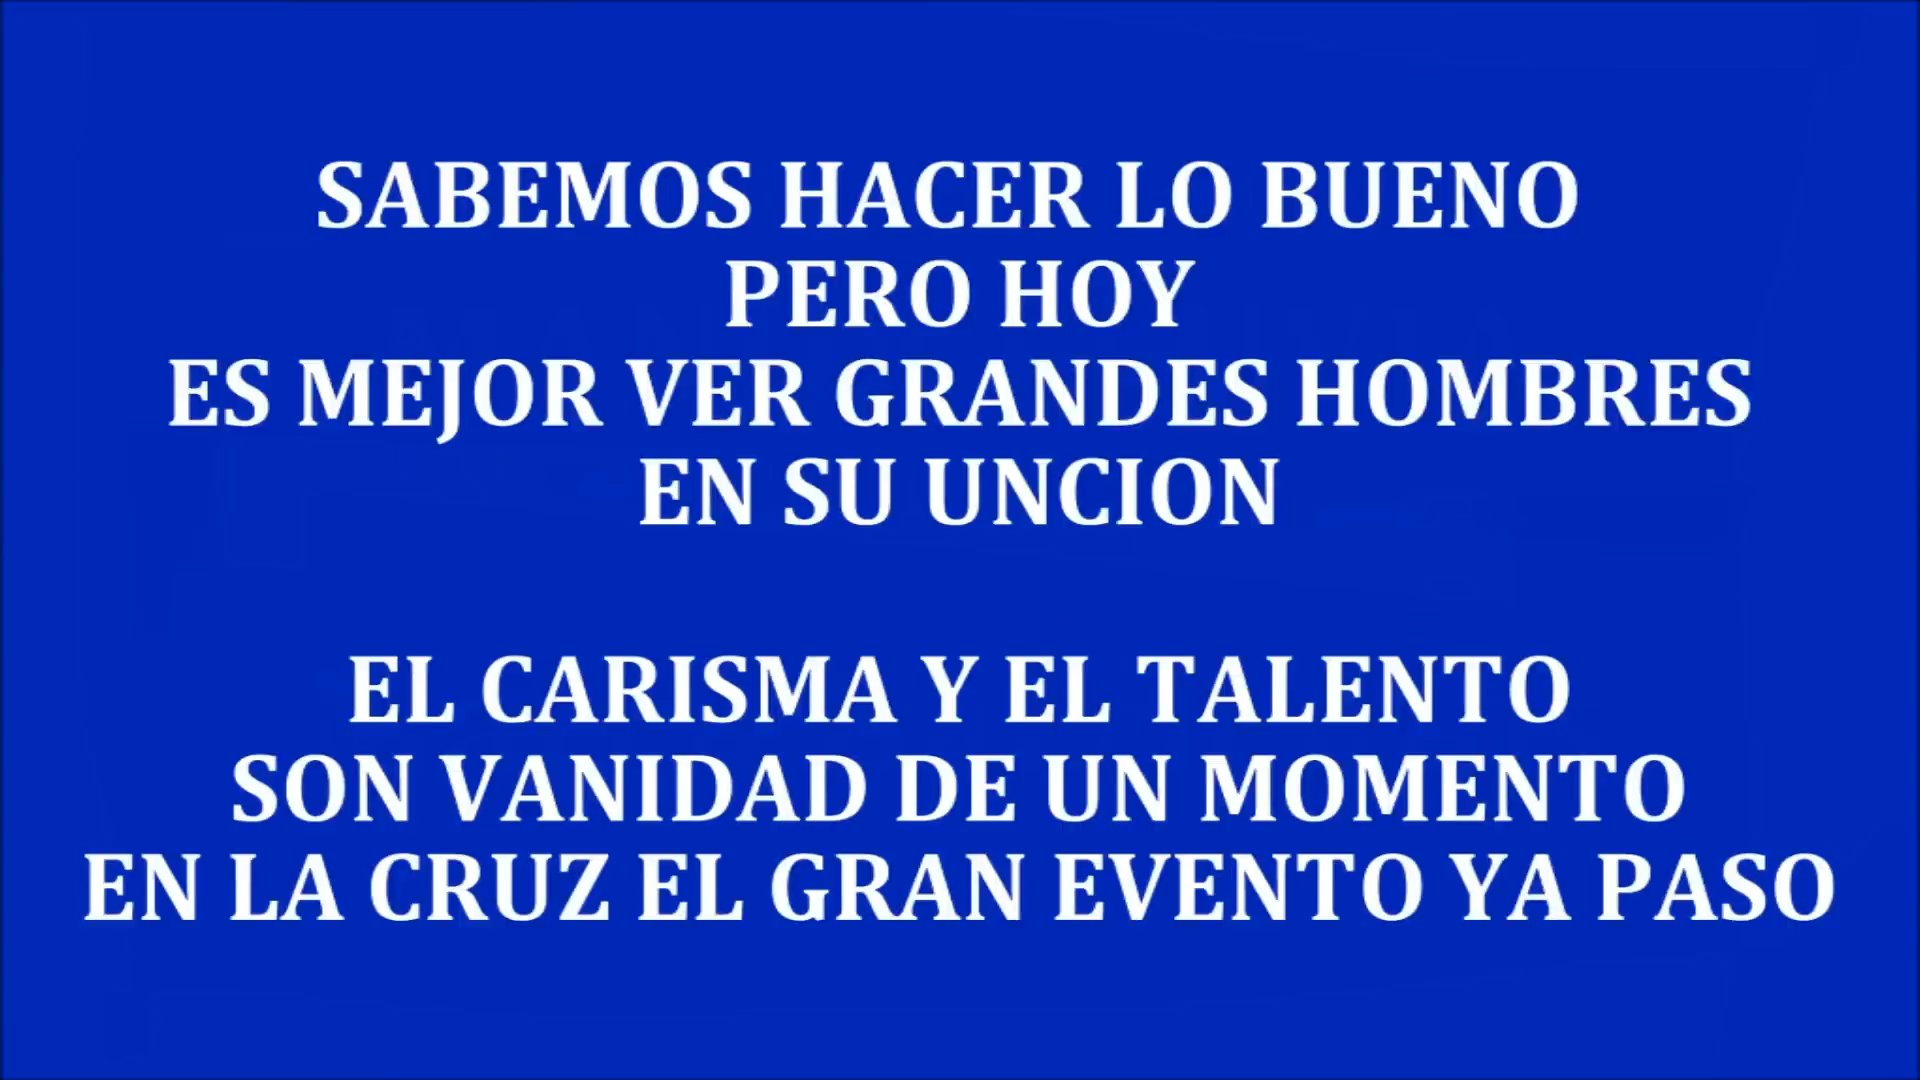 SABEMOS HACER LO BUENO
PERO HOY
ES MEJOR VER GRANDES HOMBRES
EN SU UNCION
EL CARISMA Y EL TALENTO
SON VANIDAD DE UN MOMENTO
EN LA CRUZ EL GRAN EVENTO YA PASO